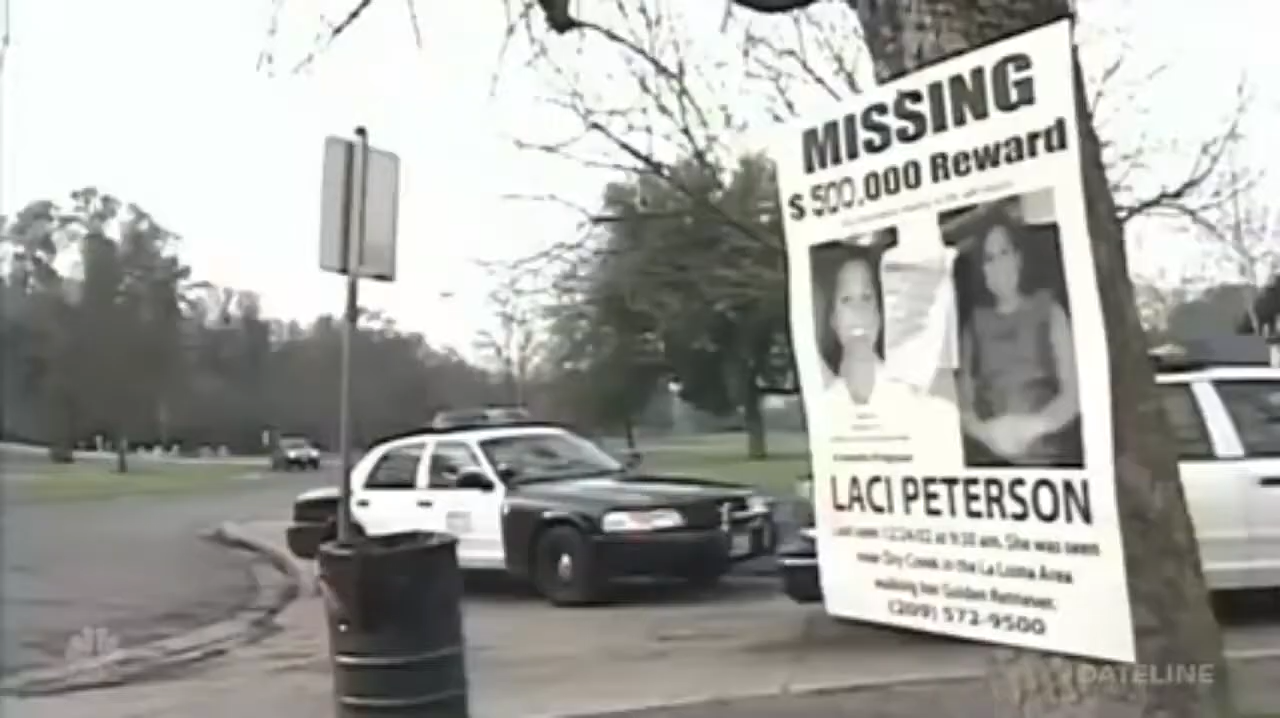 MISSING
$500,000 Reward
LACI PETERSON
Last seen 12/24/02 at 9:30 am. She was seen
near Dry Creek in the La Loma Area
walking her Golden Retriever.
(209) 572-9500
DATELINE